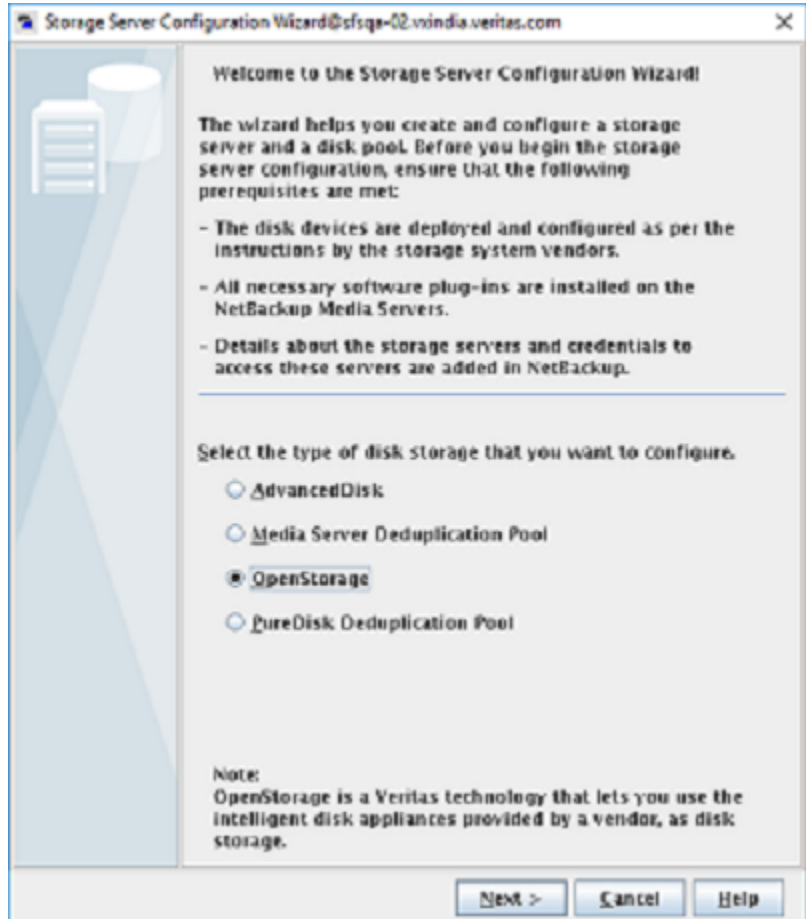 Storage Server Configuration Wizard@sfsqa-02.vxindia.veritas.com
Welcome to the Storage Server Configuration Wizard!
The wizard helps you create and configure a storage
server and a disk pool. Before you begin the storage
server configuration, ensure that the following
prerequisites are met:
- The disk devices are deployed and configured as per the
instructions by the storage system vendors.
- All necessary software plug-ins are installed on the
NetBackup Media Servers.
- Details about the storage servers and credentials to
access these servers are added in NetBackup.
Select the type of disk storage that you want to configure.
AdvancedDisk
Media Server Deduplication Pool
OpenStorage
PureDisk Deduplication Pool
Note:
OpenStorage is a Veritas technology that lets you use the
intelligent disk appliances provided by a vendor, as disk
storage.
Next >
Cancel
Help